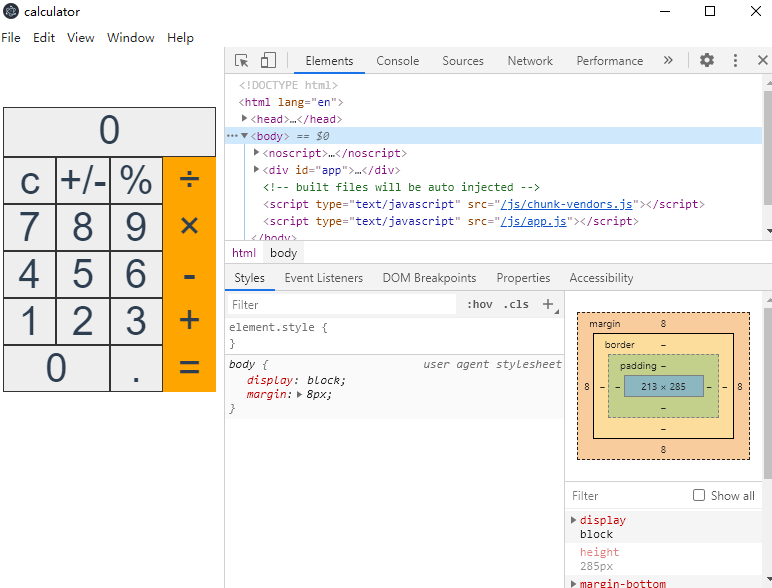 calculator
File Edit View Window Help
Elements Console Sources Network Performance »
0
c +/- % ÷
7 8 9 ×
4 5 6 -
1 2 3 +
0 . =
<!DOCTYPE html>
<html lang="en">
<head>…</head>
<body> == $0
<noscript>…</noscript>
<div id="app">…</div>
<!-- built files will be auto injected -->
<script type="text/javascript" src="/js/chunk-vendors.js"></script>
<script type="text/javascript" src="/js/app.js"></script>
</body>
html body
Styles Event Listeners DOM Breakpoints Properties Accessibility
Filter :hov .cls +
element.style {
}
body { user agent stylesheet
display: block;
margin: 8px;
}
margin 8
border –
padding –
8 – – 213 × 285 – – 8
–
–
8
Filter Show all
display
block
height
285px
margin-bottom